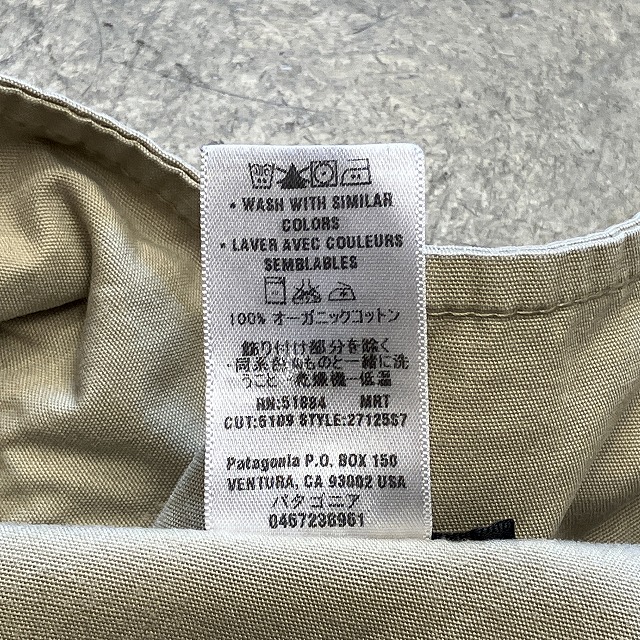 • WASH WITH SIMILAR
COLORS
• LAVER AVEC COULEURS
SEMBLABLES
100% オーガニックコットン
飾り付け部分を除く
・同系色のものと一緒に洗
うこと 乾燥機－低温
RN:51884 MRT
CUT:6109 STYLE:27125S7
Patagonia P.O. BOX 150
VENTURA, CA 93002 USA
パタゴニア
0467236961